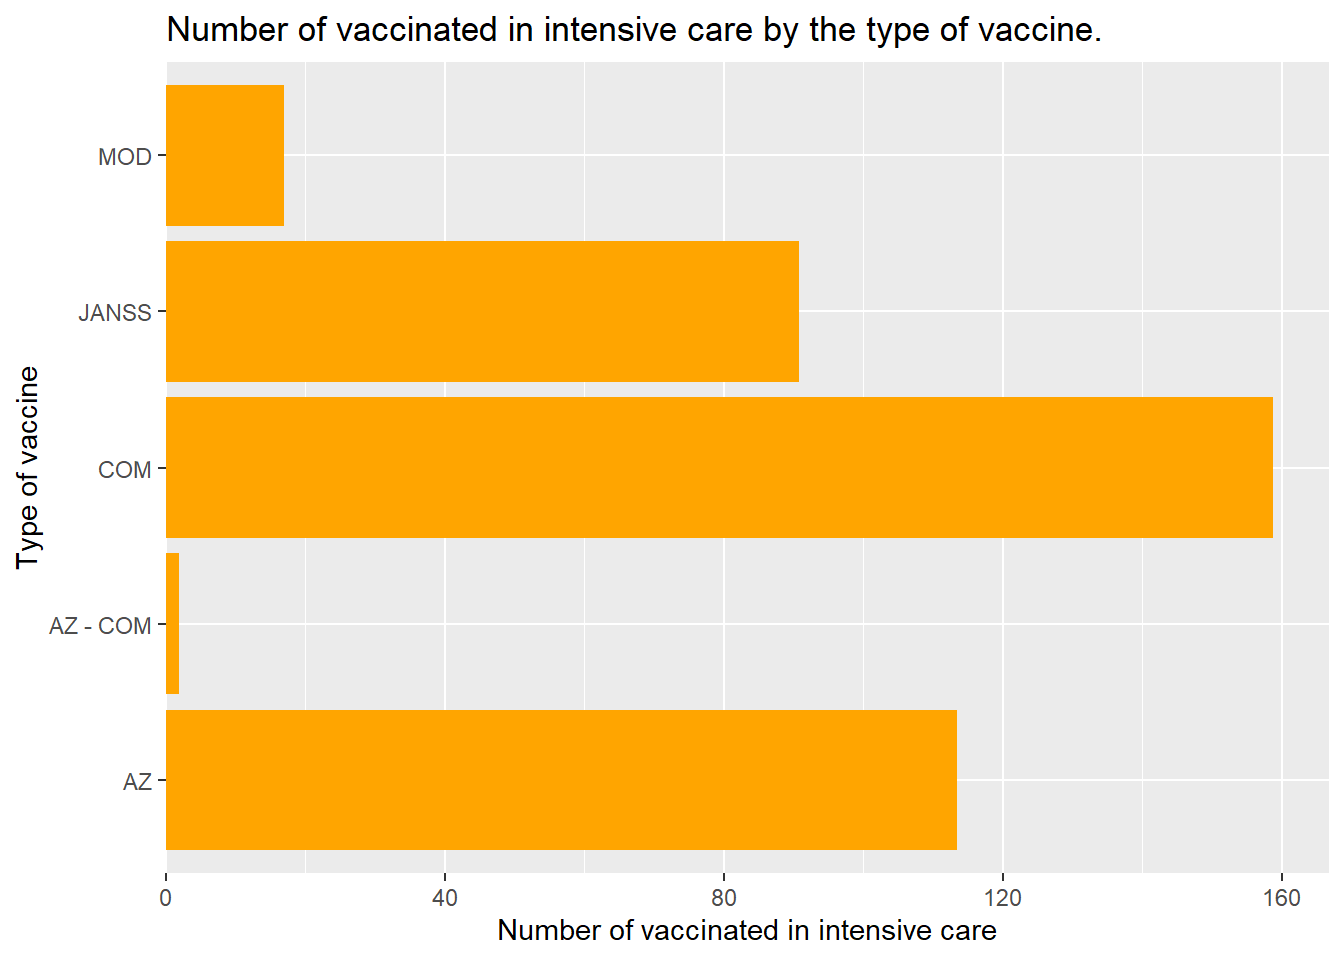 Number of vaccinated in intensive care by the type of vaccine.
Type of vaccine
MOD
JANSS
COM
AZ - COM
AZ
0 40 80 120 160
Number of vaccinated in intensive care